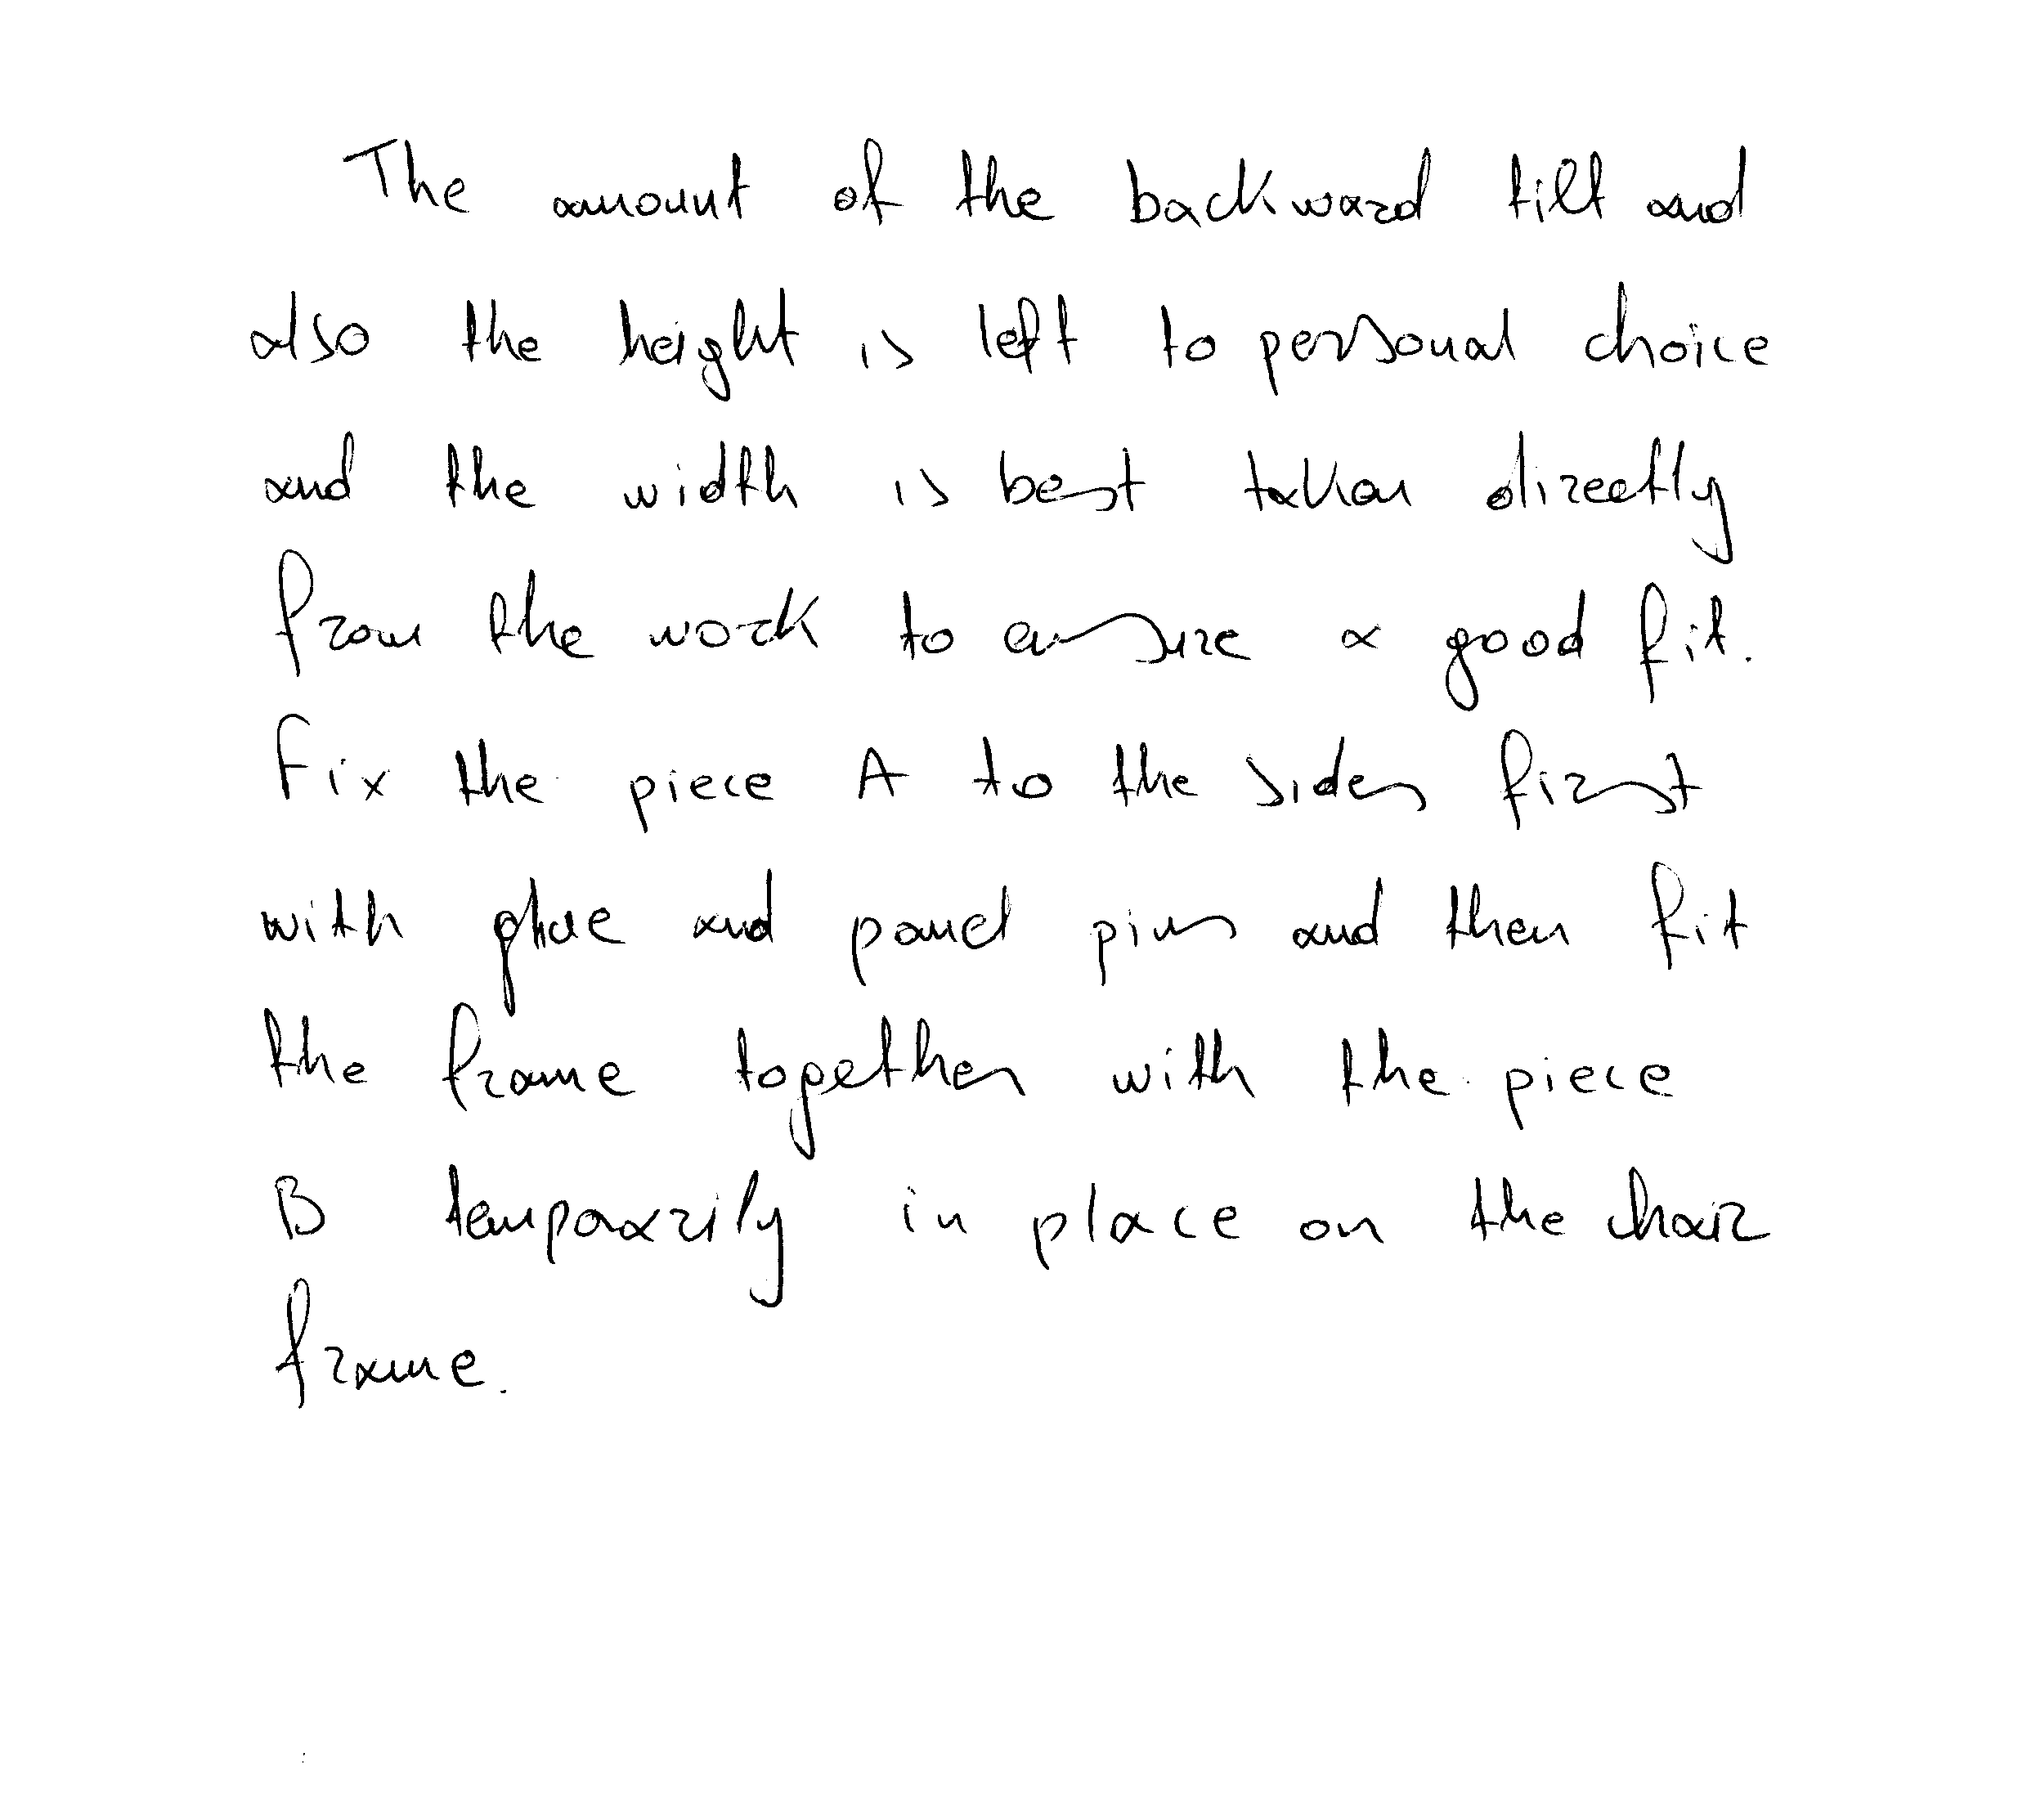 The amount of the backward tilt and
also the height is left to personal choice
and the width is best taken directly
from the work to ensure a good fit.
Fix the piece A to the sides first
with glue and panel pins and then fit
the frame together with the piece
B temporarily in place on the chair
frame.